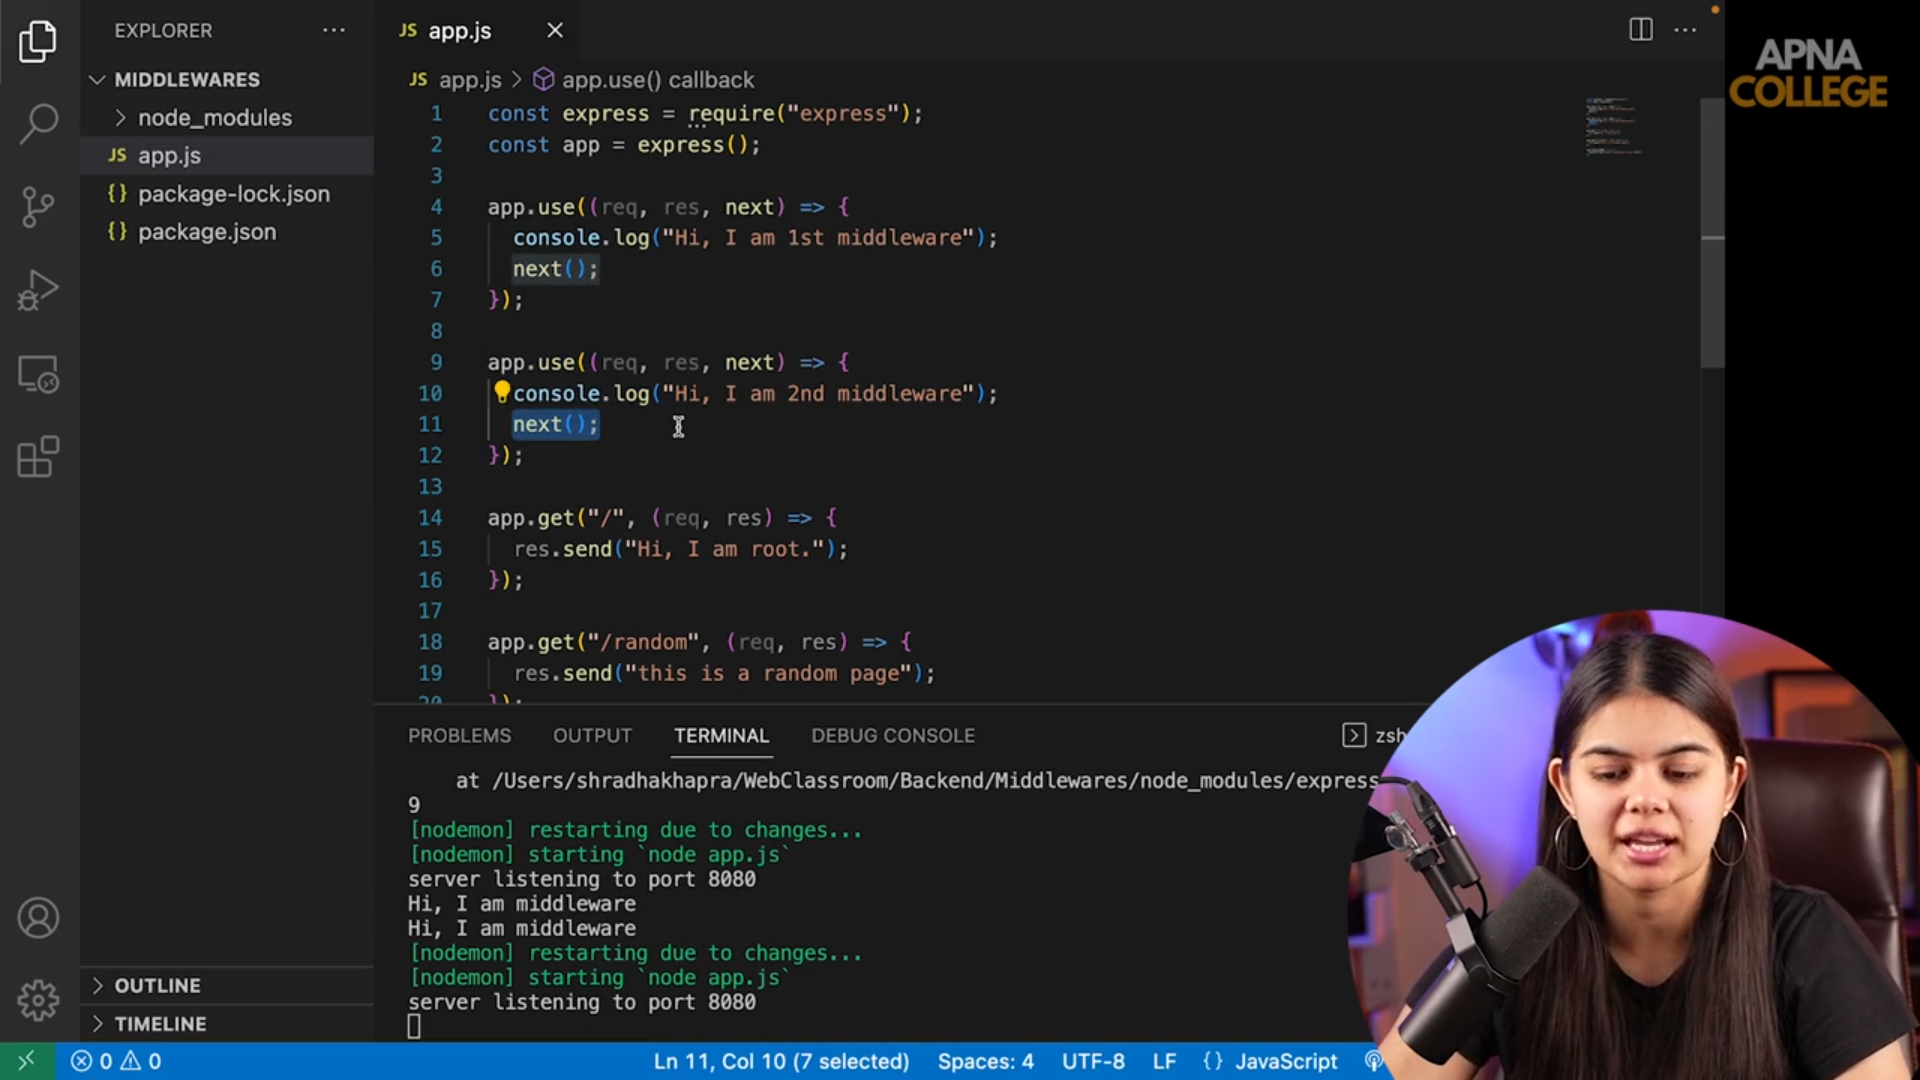 EXPLORER
MIDDLEWARES
node_modules
JS app.js
{} package-lock.json
{} package.json
OUTLINE
TIMELINE
JS app.js
JS app.js > app.use() callback
1 const express = require("express");
2 const app = express();
3
4 app.use((req, res, next) => {
5 console.log("Hi, I am 1st middleware");
6 next();
7 });
8
9 app.use((req, res, next) => {
10 console.log("Hi, I am 2nd middleware");
11 next();
12 });
13
14 app.get("/", (req, res) => {
15 res.send("Hi, I am root.");
16 });
17
18 app.get("/random", (req, res) => {
19 res.send("this is a random page");
20 });
APNA
COLLEGE
PROBLEMS OUTPUT TERMINAL DEBUG CONSOLE zsh
at /Users/shradhakhapra/WebClassroom/Backend/Middlewares/node_modules/express
9
[nodemon] restarting due to changes...
[nodemon] starting `node app.js`
server listening to port 8080
Hi, I am middleware
Hi, I am middleware
[nodemon] restarting due to changes...
[nodemon] starting `node app.js`
server listening to port 8080
0 0 Ln 11, Col 10 (7 selected) Spaces: 4 UTF-8 LF {} JavaScript